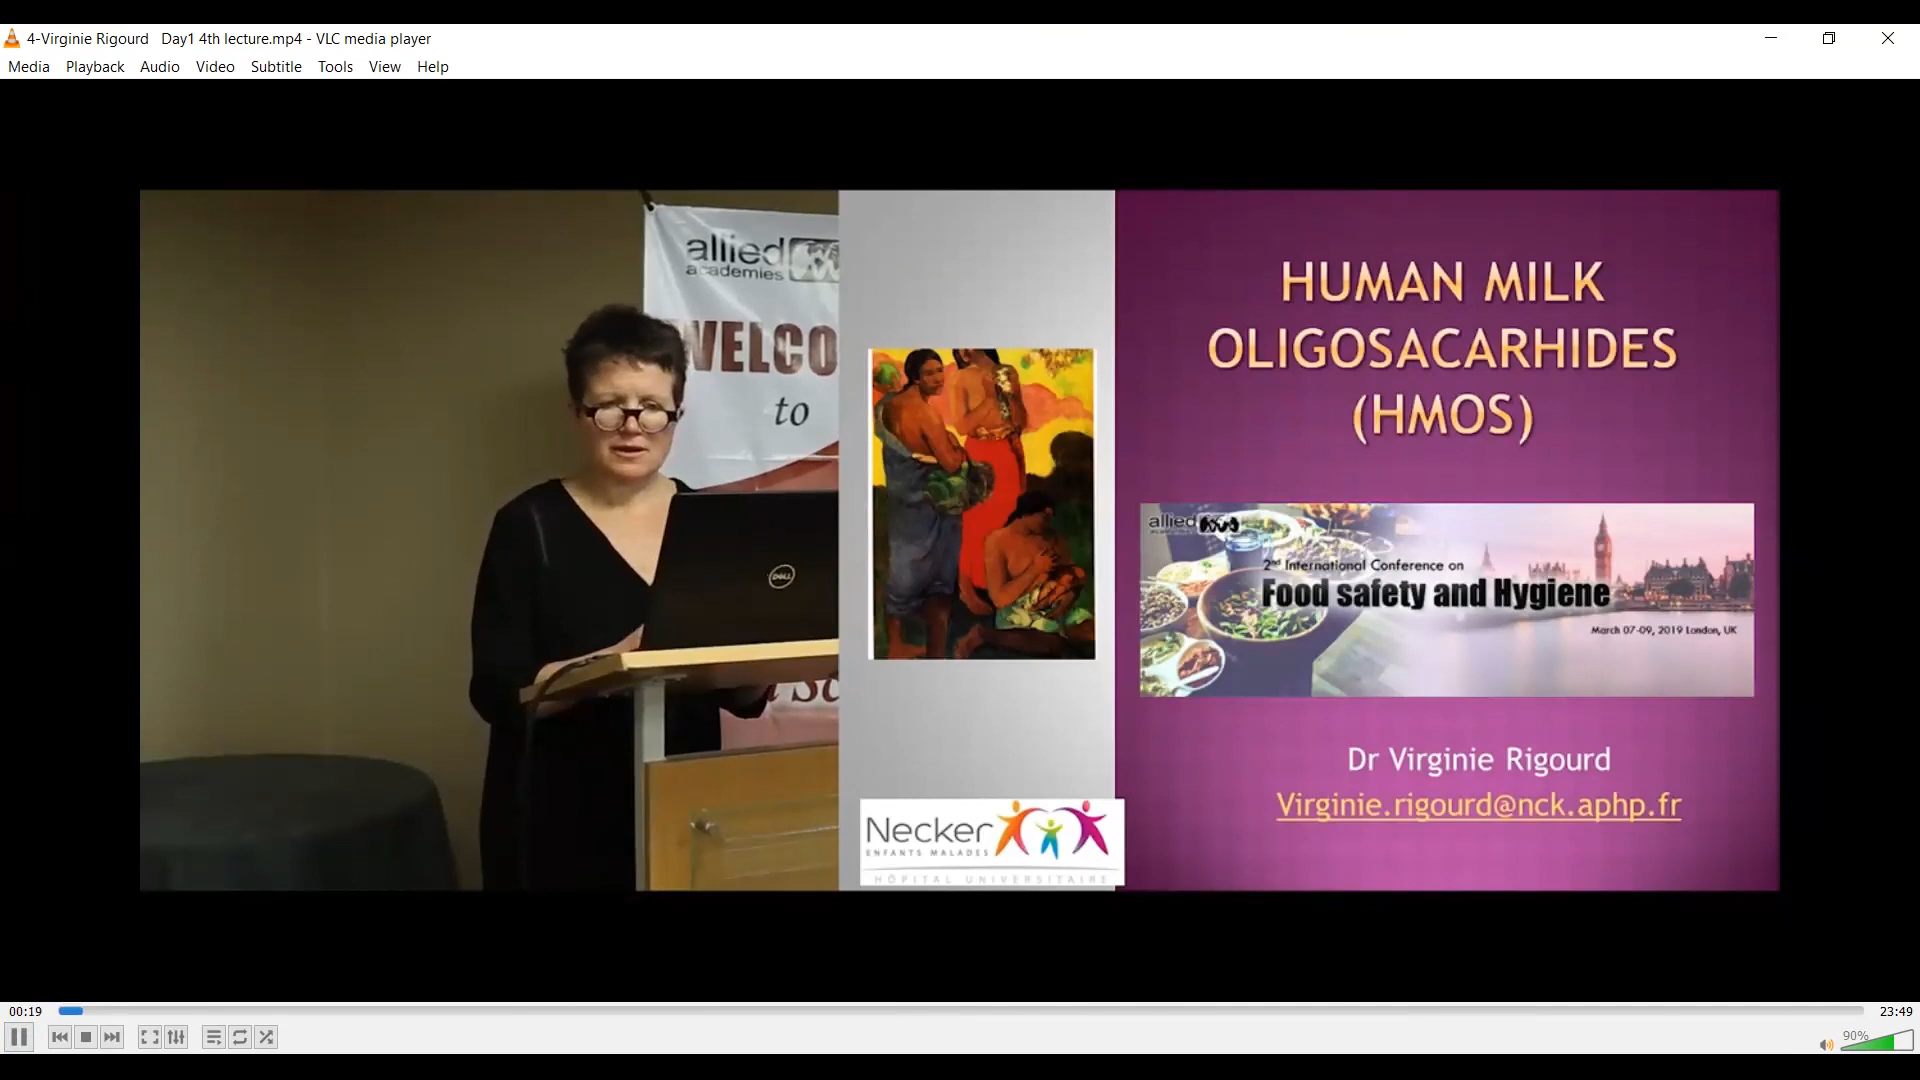 4-Virginie Rigourd   Day1 4th lecture.mp4 - VLC media player
Media Playback Audio Video Subtitle Tools View Help
allied
academies
WELCO
to
HUMAN MILK
OLIGOSACARHIDES
(HMOS)
allied
2nd International Conference on
Food safety and Hygiene
March 07-09, 2019 London, UK
DELL
Dr Virginie Rigourd
Virginie.rigourd@nck.aphp.fr
Necker
ENFANTS MALADES
HÔPITAL UNIVERSITAIRE
00:19
23:49
90%